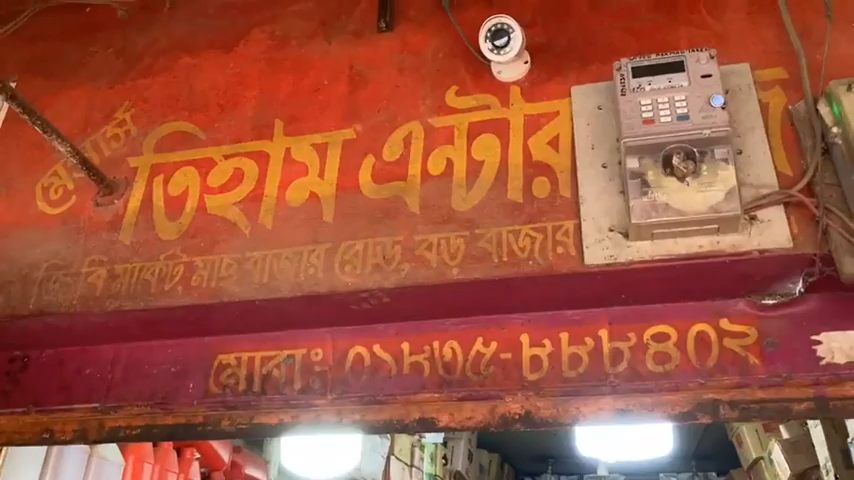 মেসার্স
তিহাম এন্টার
ডি বি মার্কেট মাছ বাজার রোড বড় বাজার
মোবা: ০১৮৩৫-৮৮৮৪০২